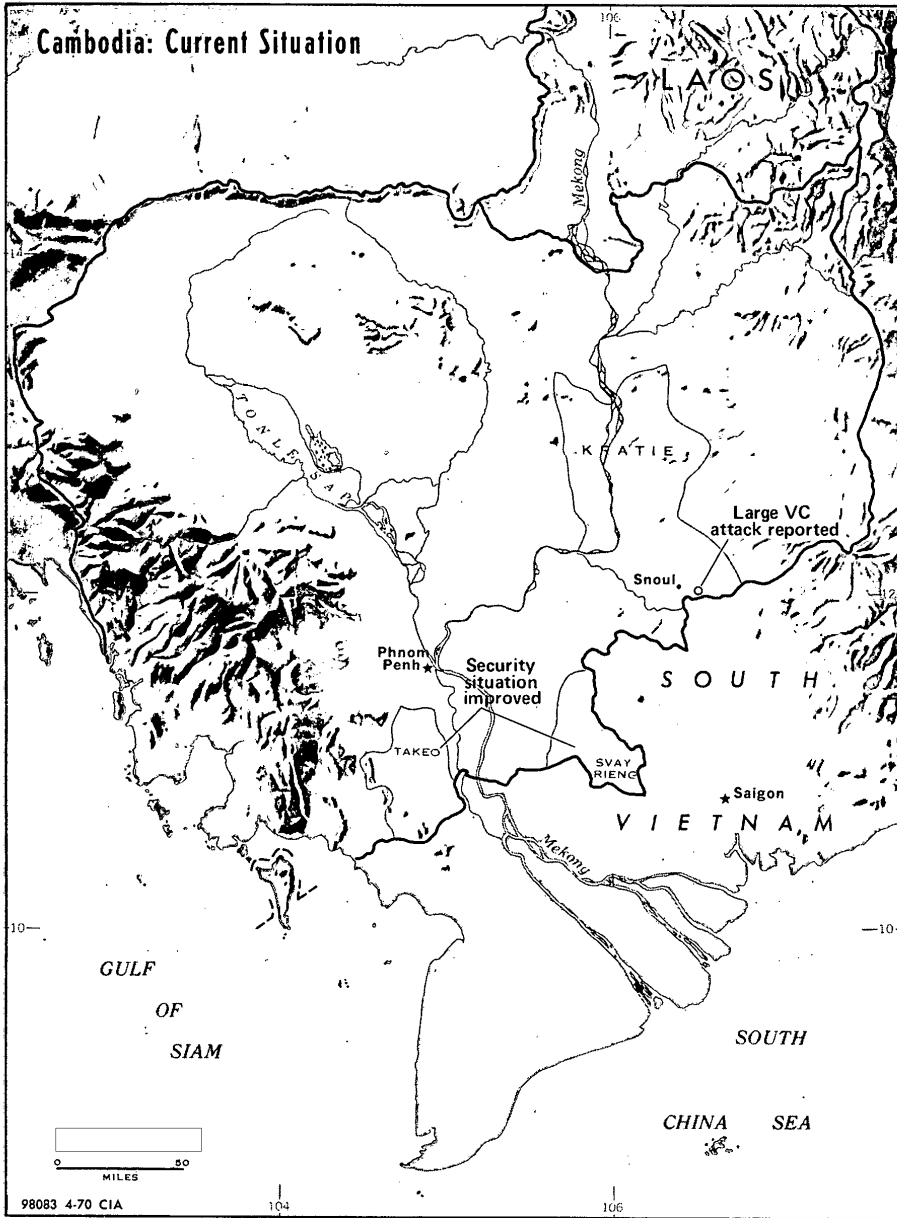 Cambodia: Current Situation
106
LAOS
Mekong
TONLE SAP
KRATIE
Large VC
attack reported
Snoul
12
Phnom
Penh
Security
situation
improved
SOUTH
TAKEO
SVAY
RIENG
Saigon
VIETNAM
Mekong
10
10
GULF
OF
SIAM
SOUTH
CHINA SEA
0 50
MILES
98083 4-70 CIA
104
106